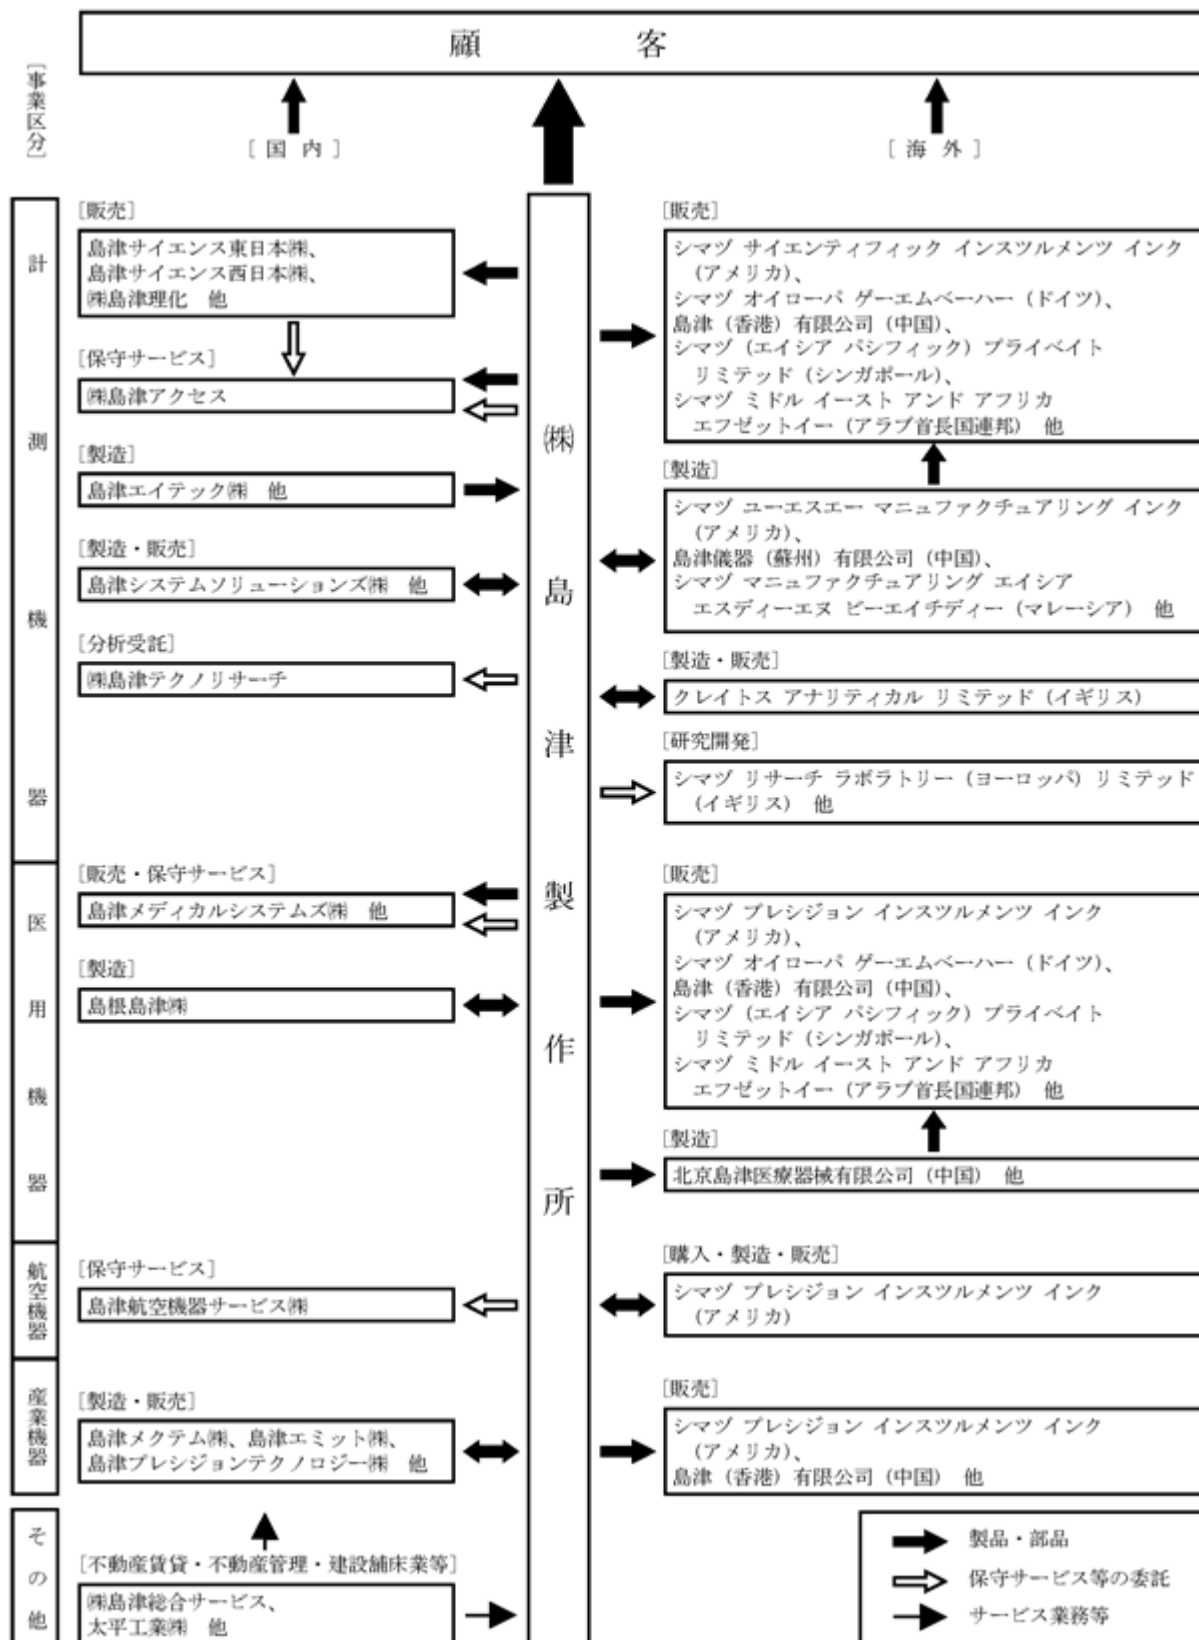 顧客
［事業区分］
［国内］
［海外］
計測機器
［販売］
島津サイエンス東日本㈱、
島津サイエンス西日本㈱、
㈱島津理化　他
［保守サービス］
㈱島津アクセス
［製造］
島津エイテック㈱　他
［製造・販売］
島津システムソリューションズ㈱　他
［分析受託］
㈱島津テクノリサーチ
㈱島津製作所
［販売］
シマヅ サイエンティフィック インスツルメンツ インク
（アメリカ）、
シマヅ オイローパ ゲーエムベーハー（ドイツ）、
島津（香港）有限公司（中国）、
シマヅ（エイシア パシフィック）プライベイト
リミテッド（シンガポール）、
シマヅ ミドル イースト アンド アフリカ
エフゼットイー（アラブ首長国連邦）他
［製造］
シマヅ ユーエスエー マニュファクチュアリング インク
（アメリカ）、
島津儀器（蘇州）有限公司（中国）、
シマヅ マニュファクチュアリング エイシア
エスディーエヌ ビーエイチディー（マレーシア）他
［製造・販売］
クレイトス アナリティカル リミテッド（イギリス）
［研究開発］
シマヅ リサーチ ラボラトリー（ヨーロッパ）リミテッド
（イギリス）　他
医用機器
［販売・保守サービス］
島津メディカルシステムズ㈱　他
［製造］
島根島津㈱
［販売］
シマヅ プレシジョン インスツルメンツ インク
（アメリカ）、
シマヅ オイローパ ゲーエムベーハー（ドイツ）、
島津（香港）有限公司（中国）、
シマヅ（エイシア パシフィック）プライベイト
リミテッド（シンガポール）、
シマヅ ミドル イースト アンド アフリカ
エフゼットイー（アラブ首長国連邦）他
［製造］
北京島津医療器械有限公司（中国）他
航空機器
［保守サービス］
島津航空機器サービス㈱
［購入・製造・販売］
シマヅ プレシジョン インスツルメンツ インク
（アメリカ）
産業機器
［製造・販売］
島津メクテム㈱、島津エミット㈱、
島津プレシジョンテクノロジー㈱　他
［販売］
シマヅ プレシジョン インスツルメンツ インク
（アメリカ）、
島津（香港）有限公司（中国）他
その他
［不動産賃貸・不動産管理・建設舗床業等］
㈱島津総合サービス、
太平工業㈱　他
製品・部品
保守サービス等の委託
サービス業務等